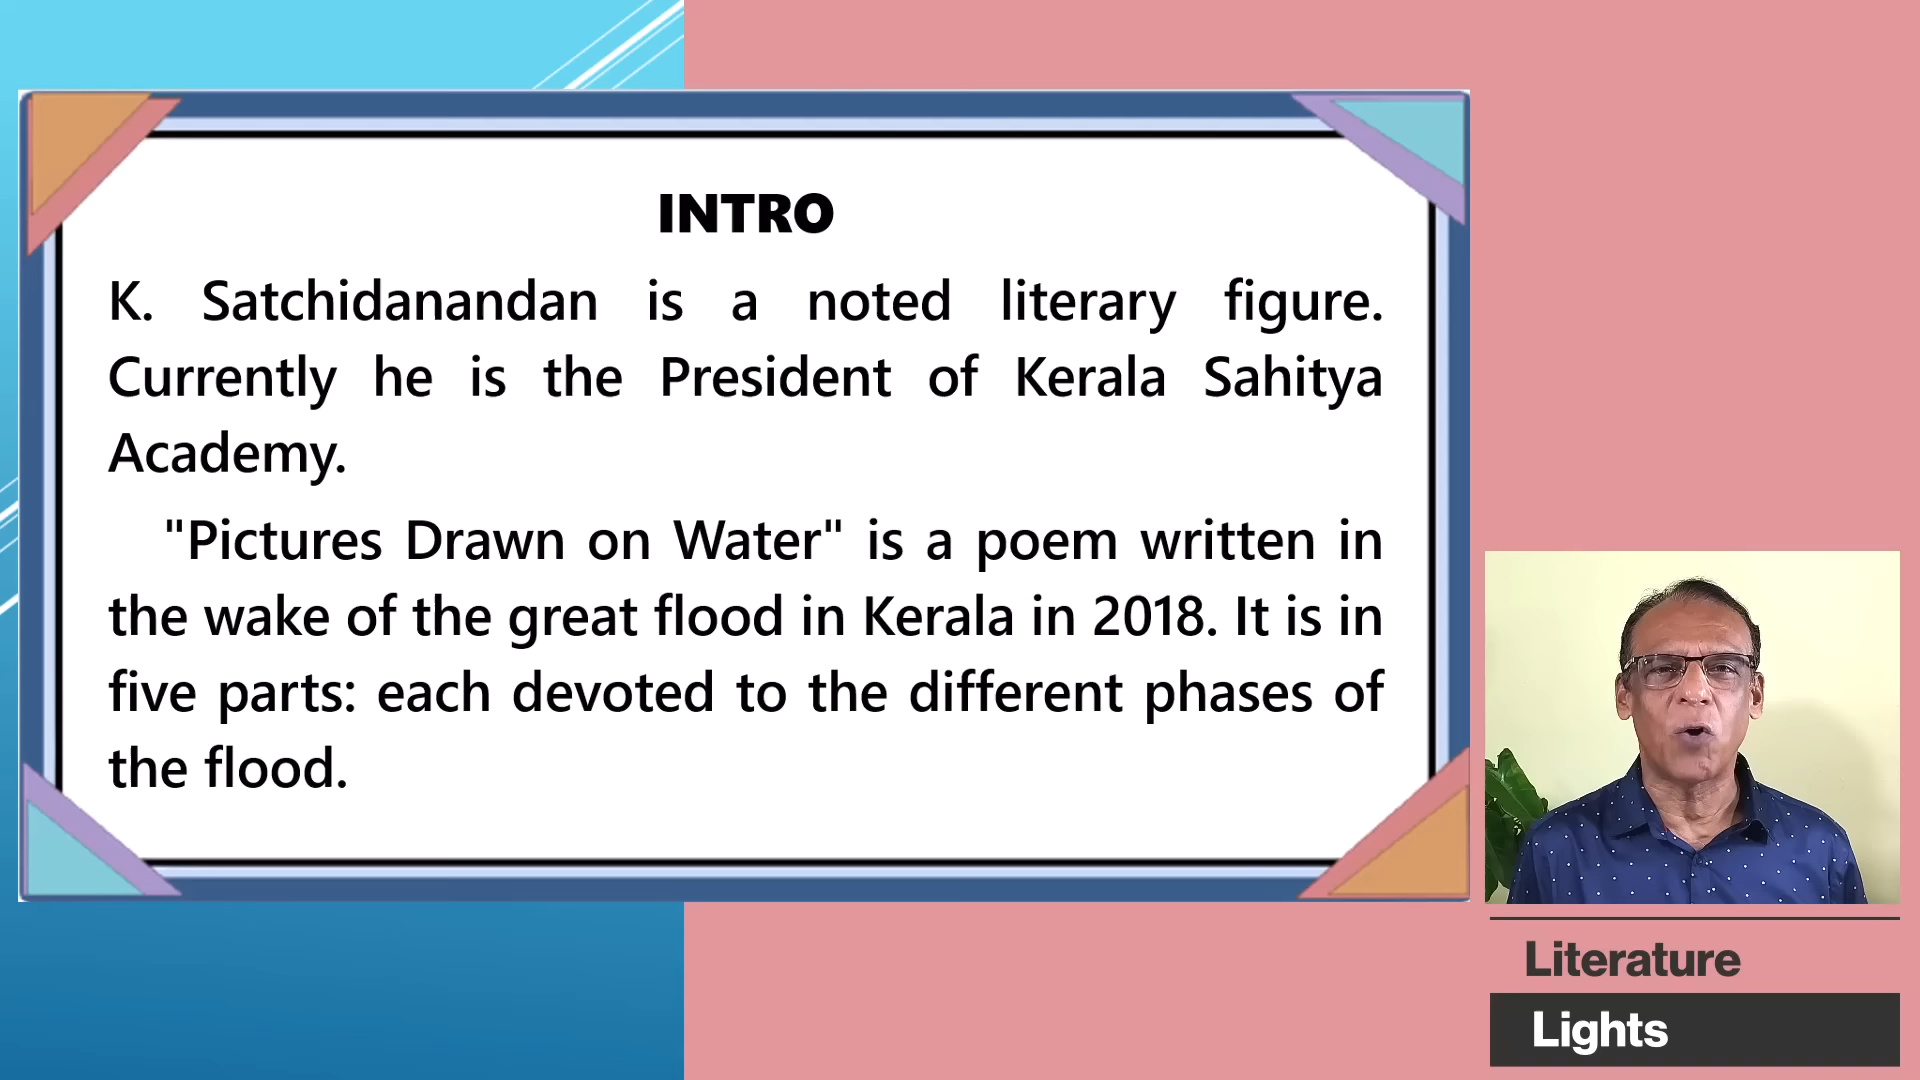 INTRO
K. Satchidanandan is a noted literary figure.
Currently he is the President of Kerala Sahitya
Academy.
"Pictures Drawn on Water" is a poem written in
the wake of the great flood in Kerala in 2018. It is in
five parts: each devoted to the different phases of
the flood.
Literature
Lights